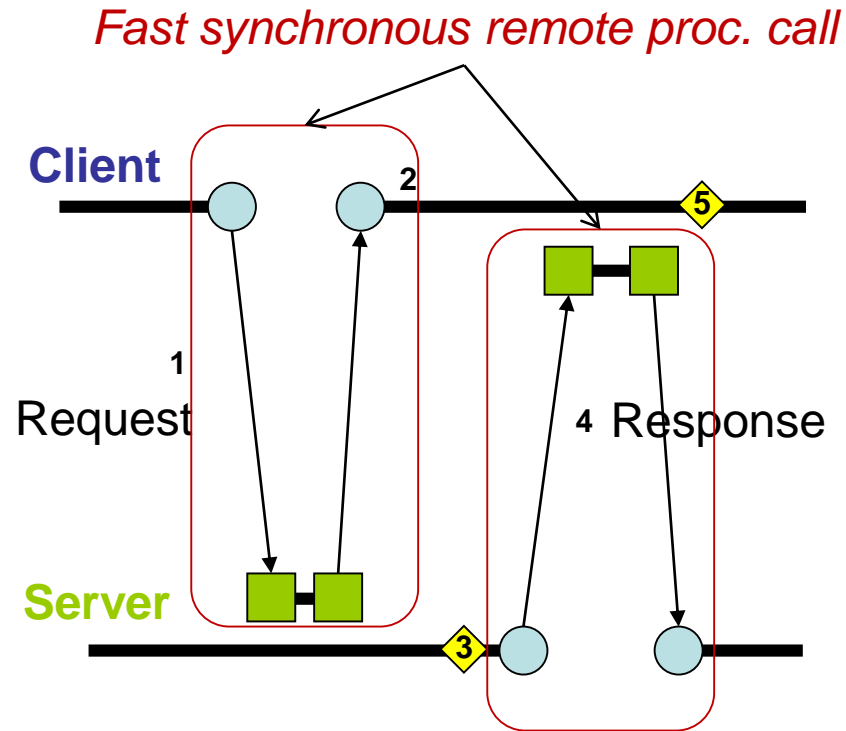 Fast synchronous remote proc. call
Client
2
5
1
Request
4 Response
Server
3